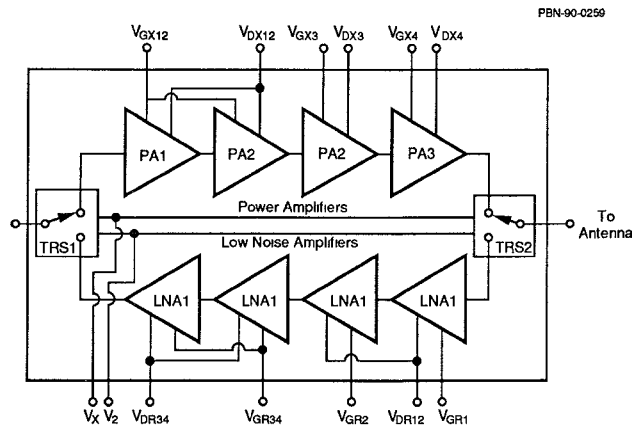 PBN-90-0259
VGX12 VDX12 VGX3 VDX3 VGX4 VDX4
PA1 PA2 PA2 PA3
Power Amplifiers
TRS1 TRS2
To
Antenna
Low Noise Amplifiers
LNA1 LNA1 LNA1 LNA1
VX V2 VDR34 VGR34 VGR2 VDR12 VGR1